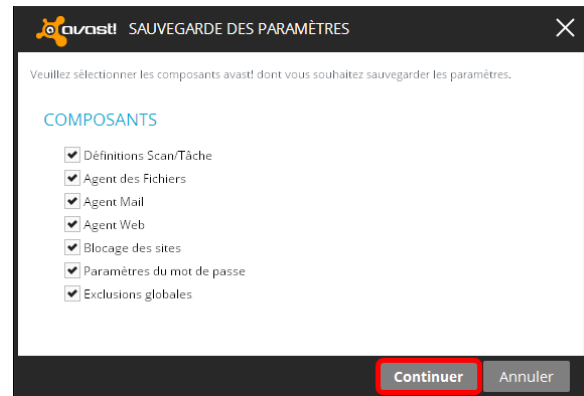 avast! SAUVEGARDE DES PARAMÈTRES
Veuillez sélectionner les composants avast! dont vous souhaitez sauvegarder les paramètres.
COMPOSANTS
Définitions Scan/Tâche
Agent des Fichiers
Agent Mail
Agent Web
Blocage des sites
Paramètres du mot de passe
Exclusions globales
Continuer Annuler